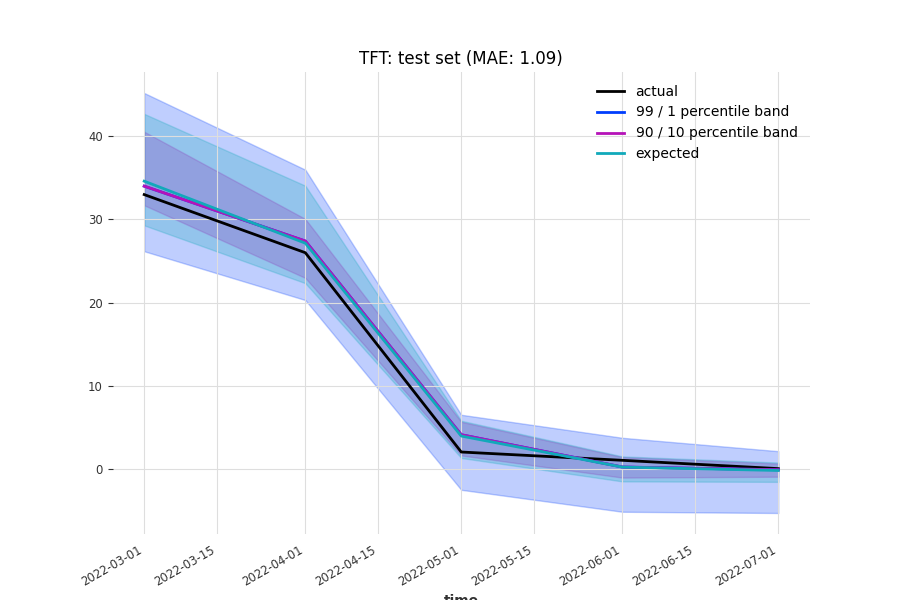 TFT: test set (MAE: 1.09)
actual
99 / 1 percentile band
90 / 10 percentile band
expected
40
30
20
10
0
2022-03-01
2022-03-15
2022-04-01
2022-04-15
2022-05-01
2022-05-15
2022-06-01
2022-06-15
2022-07-01
time